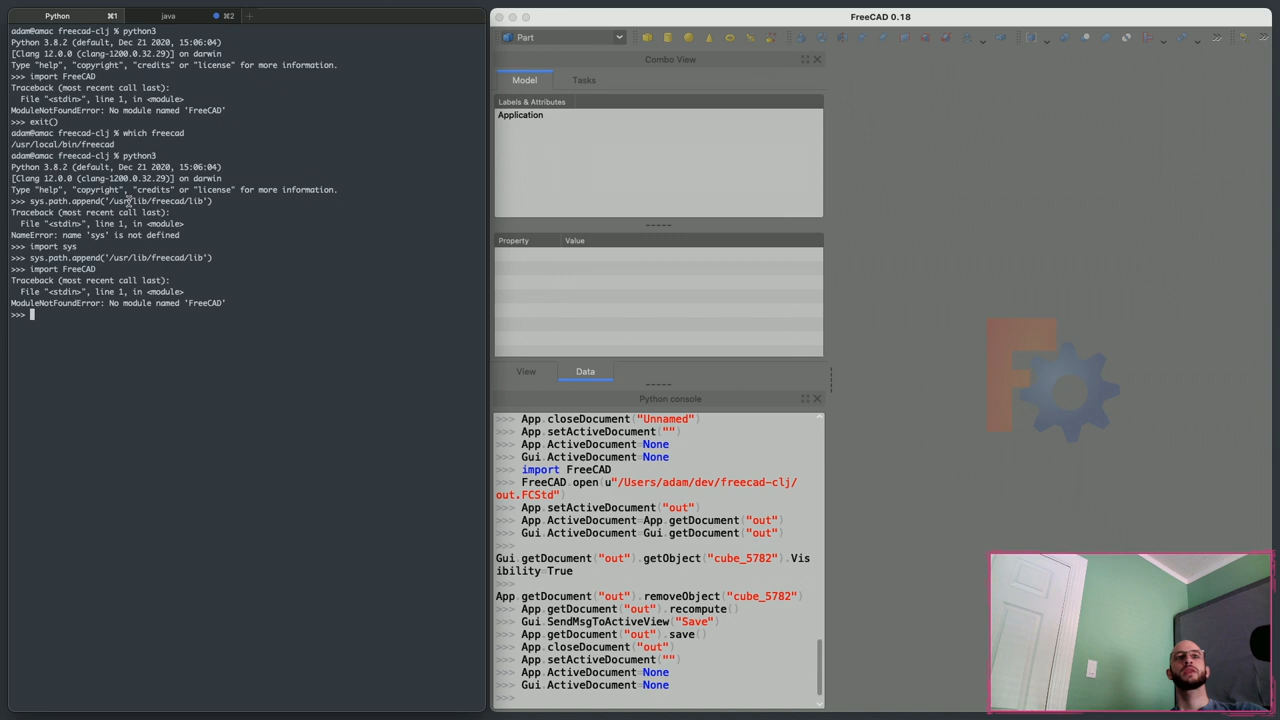 Python ⌘1 java ⌘2 +
adam@amac freecad-clj % python3
Python 3.8.2 (default, Dec 21 2020, 15:06:04)
[Clang 12.0.0 (clang-1200.0.32.29)] on darwin
Type "help", "copyright", "credits" or "license" for more information.
>>> import FreeCAD
Traceback (most recent call last):
  File "<stdin>", line 1, in <module>
ModuleNotFoundError: No module named 'FreeCAD'
>>> exit()
adam@amac freecad-clj % which freecad
/usr/local/bin/freecad
adam@amac freecad-clj % python3
Python 3.8.2 (default, Dec 21 2020, 15:06:04)
[Clang 12.0.0 (clang-1200.0.32.29)] on darwin
Type "help", "copyright", "credits" or "license" for more information.
>>> sys.path.append('/usr/lib/freecad/lib')
Traceback (most recent call last):
  File "<stdin>", line 1, in <module>
NameError: name 'sys' is not defined
>>> import sys
>>> sys.path.append('/usr/lib/freecad/lib')
>>> import FreeCAD
Traceback (most recent call last):
  File "<stdin>", line 1, in <module>
ModuleNotFoundError: No module named 'FreeCAD'
>>>
FreeCAD 0.18
Part
Combo View
Model Tasks
Labels & Attributes
Application
Property Value
View Data
Python console
>>> App.closeDocument("Unnamed")
>>> App.setActiveDocument("")
>>> App.ActiveDocument=None
>>> Gui.ActiveDocument=None
>>> import FreeCAD
>>> FreeCAD.open(u"/Users/adam/dev/freecad-clj/
out.FCStd")
>>> App.setActiveDocument("out")
>>> App.ActiveDocument=App.getDocument("out")
>>> Gui.ActiveDocument=Gui.getDocument("out")
>>>
Gui.getDocument("out").getObject("cube_5782").Vis
ibility=True
>>>
App.getDocument("out").removeObject("cube_5782")
>>> App.getDocument("out").recompute()
>>> Gui.SendMsgToActiveView("Save")
>>> App.getDocument("out").save()
>>> App.closeDocument("out")
>>> App.setActiveDocument("")
>>> App.ActiveDocument=None
>>> Gui.ActiveDocument=None
>>>